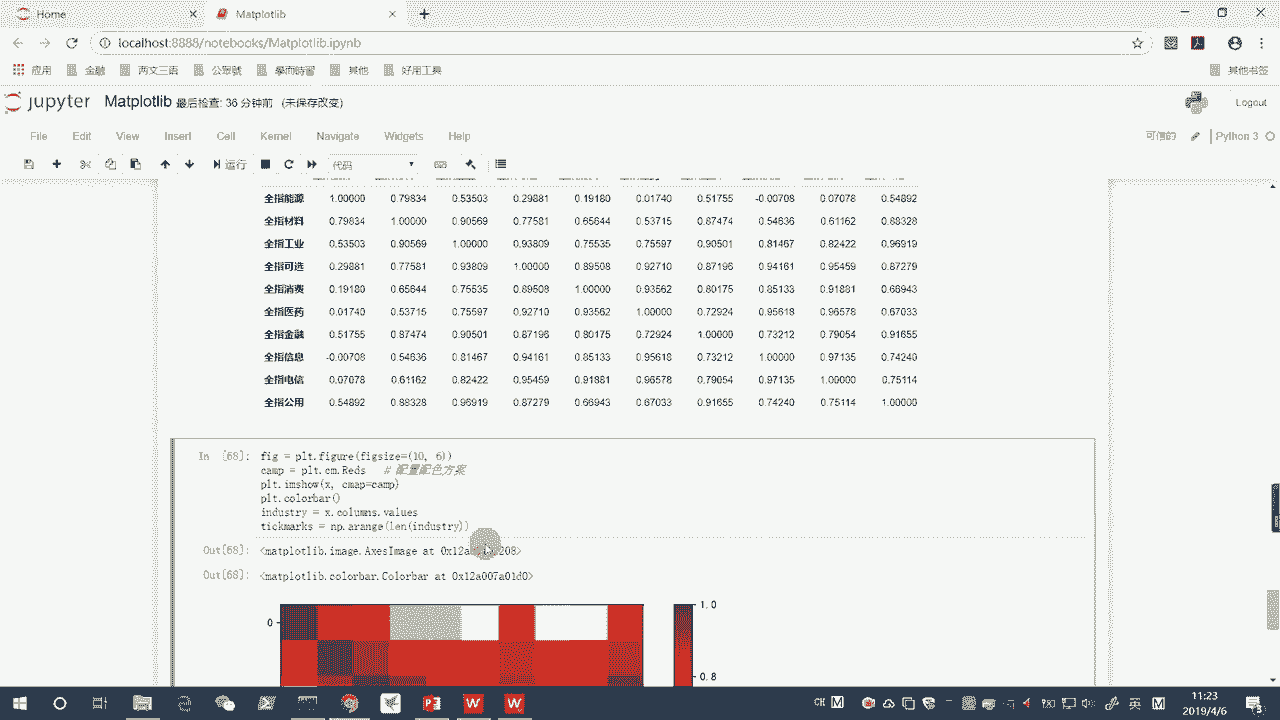 Home
Matplotlib
localhost:8888/notebooks/Matplotlib.ipynb
应用 金融 两文三语 公眾號 學而時習 其他 好用工具 其他书签
jupyter Matplotlib 最后检查: 36 分钟前 (未保存改变) Logout
File Edit View Insert Cell Kernel Navigate Widgets Help 可信的 Python 3
运行 代码
全指能源 1.00000 0.79834 0.53503 0.29881 0.19180 0.01740 0.51755 -0.00708 0.07078 0.54892
全指材料 0.79834 1.00000 0.90569 0.77581 0.65644 0.53715 0.87474 0.54636 0.61162 0.88328
全指工业 0.53503 0.90569 1.00000 0.93809 0.75535 0.75597 0.90501 0.81467 0.82422 0.96919
全指可选 0.29881 0.77581 0.93809 1.00000 0.89508 0.92710 0.87196 0.94161 0.95459 0.87279
全指消费 0.19180 0.65644 0.75535 0.89508 1.00000 0.93562 0.80175 0.85133 0.91881 0.66943
全指医药 0.01740 0.53715 0.75597 0.92710 0.93562 1.00000 0.72924 0.95618 0.96578 0.67033
全指金融 0.51755 0.87474 0.90501 0.87196 0.80175 0.72924 1.00000 0.73212 0.79054 0.91655
全指信息 -0.00708 0.54636 0.81467 0.94161 0.85133 0.95618 0.73212 1.00000 0.97135 0.74240
全指电信 0.07078 0.61162 0.82422 0.95459 0.91881 0.96578 0.79054 0.97135 1.00000 0.75114
全指公用 0.54892 0.88328 0.96919 0.87279 0.66943 0.67033 0.91655 0.74240 0.75114 1.00000
In [68]: fig = plt.figure(figsize=(10, 6))
camp = plt.cm.Reds # 配置配色方案
plt.imshow(x, cmap=camp)
plt.colorbar()
industry = x.columns.values
tickmarks = np.arange(len(industry))
Out[68]: <matplotlib.image.AxesImage at
Out[68]: <matplotlib.colorbar.Colorbar at 0x12a007a01d0>
1.0
0
0.8
CH M 英 M 11:23
2019/4/6